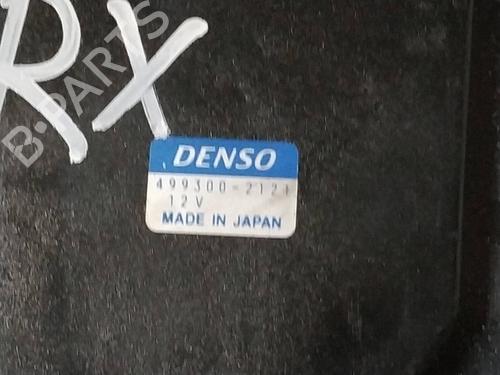 RX
B-PARTS
DENSO
499300-2121
12V
MADE IN JAPAN